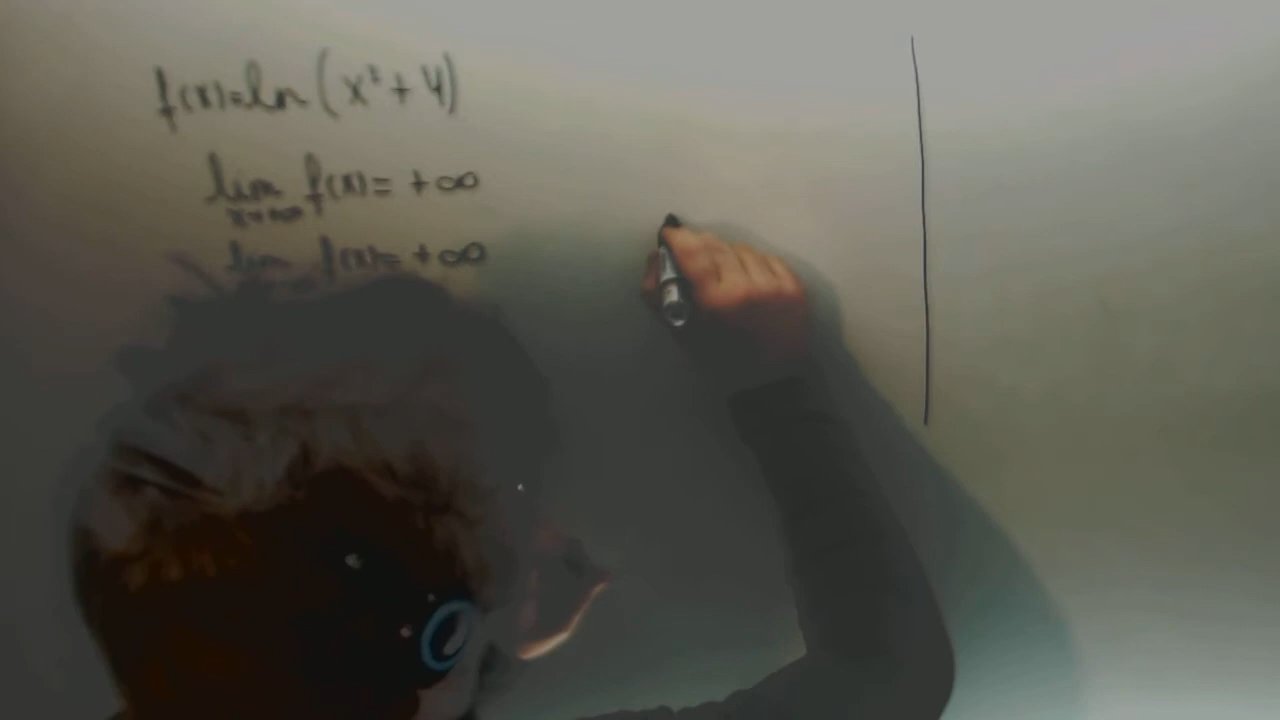 f(x)=ln(x²+4)
lim f(x)= +∞
lim f(x)= +∞